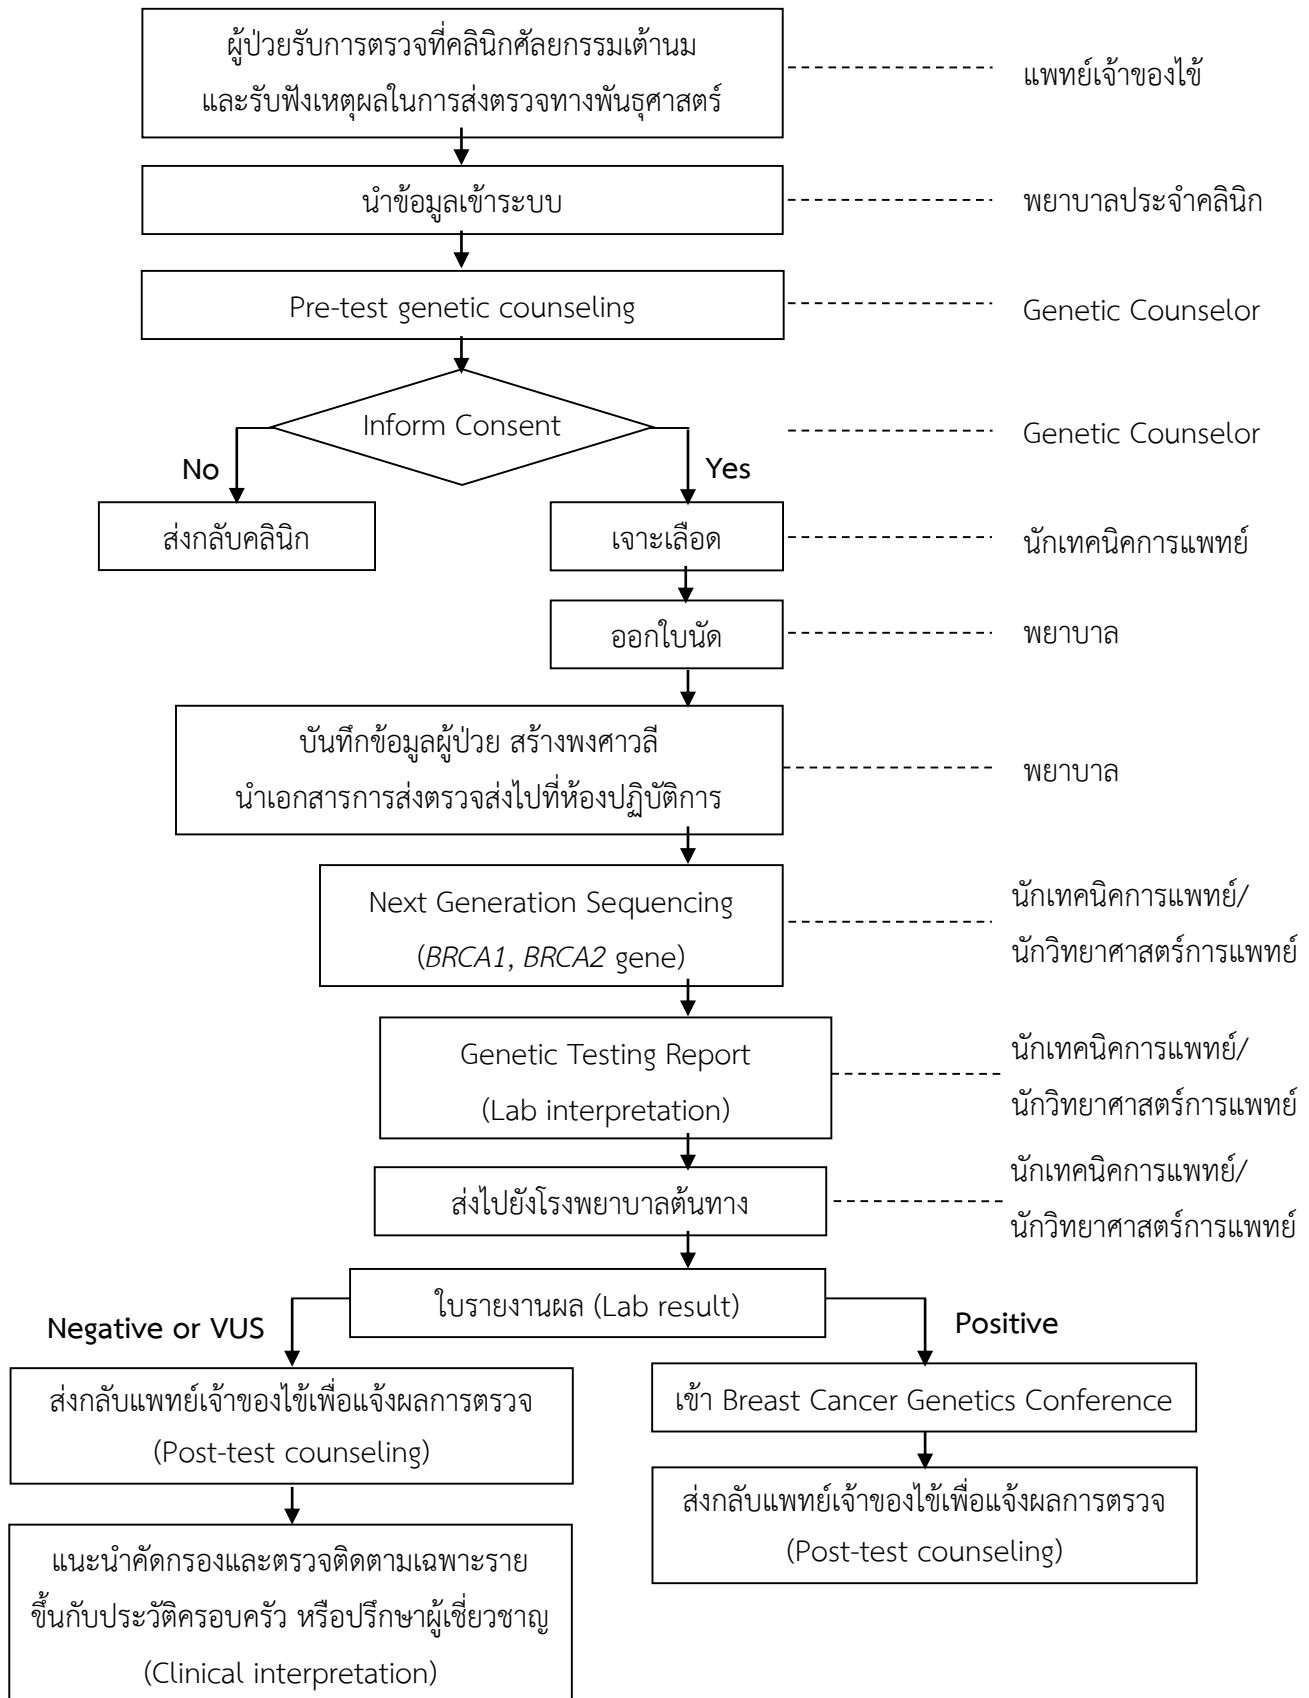 ผู้ป่วยรับการตรวจที่คลินิกศัลยกรรมเต้านม
และรับฟังเหตุผลในการส่งตรวจทางพันธุศาสตร์
แพทย์เจ้าของไข้
นำข้อมูลเข้าระบบ
พยาบาลประจำคลินิก
Pre-test genetic counseling
Genetic Counselor
Inform Consent
Genetic Counselor
No
Yes
ส่งกลับคลินิก
เจาะเลือด
นักเทคนิคการแพทย์
ออกใบนัด
พยาบาล
บันทึกข้อมูลผู้ป่วย สร้างพงศาวลี
นำเอกสารการส่งตรวจส่งไปที่ห้องปฏิบัติการ
พยาบาล
Next Generation Sequencing
(BRCA1, BRCA2 gene)
นักเทคนิคการแพทย์/
นักวิทยาศาสตร์การแพทย์
Genetic Testing Report
(Lab interpretation)
นักเทคนิคการแพทย์/
นักวิทยาศาสตร์การแพทย์
ส่งไปยังโรงพยาบาลต้นทาง
นักเทคนิคการแพทย์/
นักวิทยาศาสตร์การแพทย์
ใบรายงานผล (Lab result)
Negative or VUS
Positive
ส่งกลับแพทย์เจ้าของไข้เพื่อแจ้งผลการตรวจ
(Post-test counseling)
เข้า Breast Cancer Genetics Conference
ส่งกลับแพทย์เจ้าของไข้เพื่อแจ้งผลการตรวจ
(Post-test counseling)
แนะนำคัดกรองและตรวจติดตามเฉพาะราย
ขึ้นกับประวัติครอบครัว หรือปรึกษาผู้เชี่ยวชาญ
(Clinical interpretation)